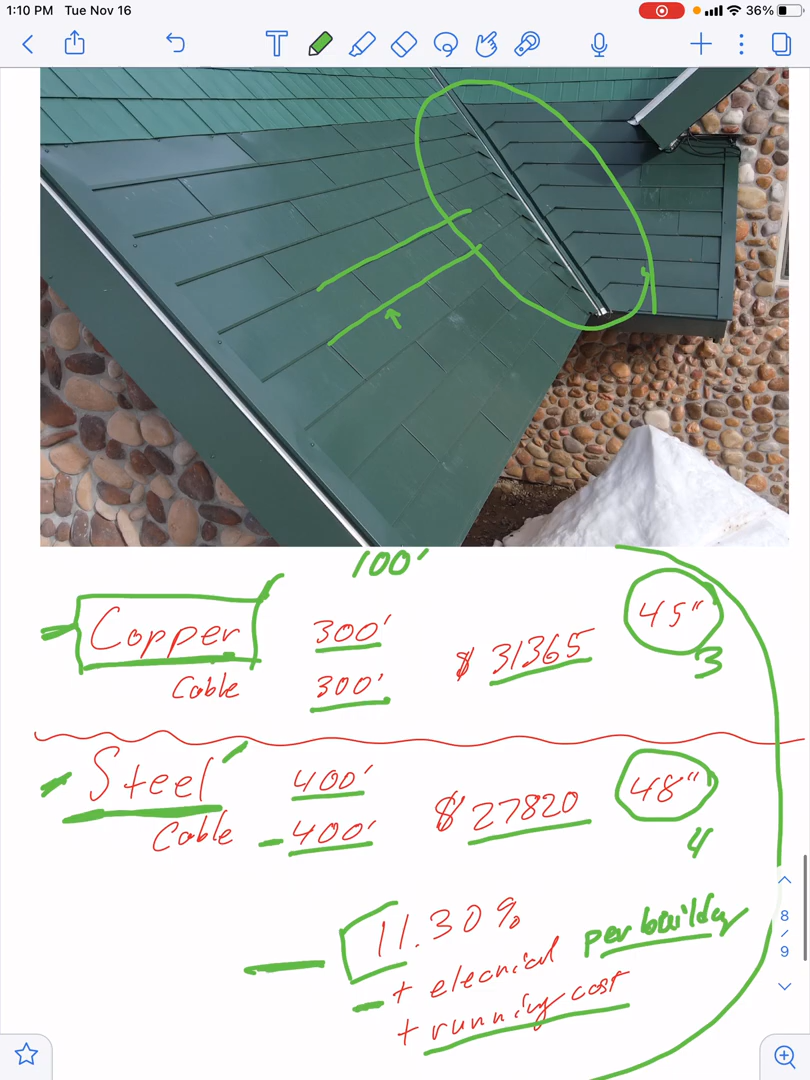 1:10 PM Tue Nov 16
36%
T
100'
Copper 300' $ 31365 45"
3
Cable 300'
Steel 400' $ 27820 48"
Cable 400'
4
11.30% per building
+ elecnical
+ running cost
8
/
9